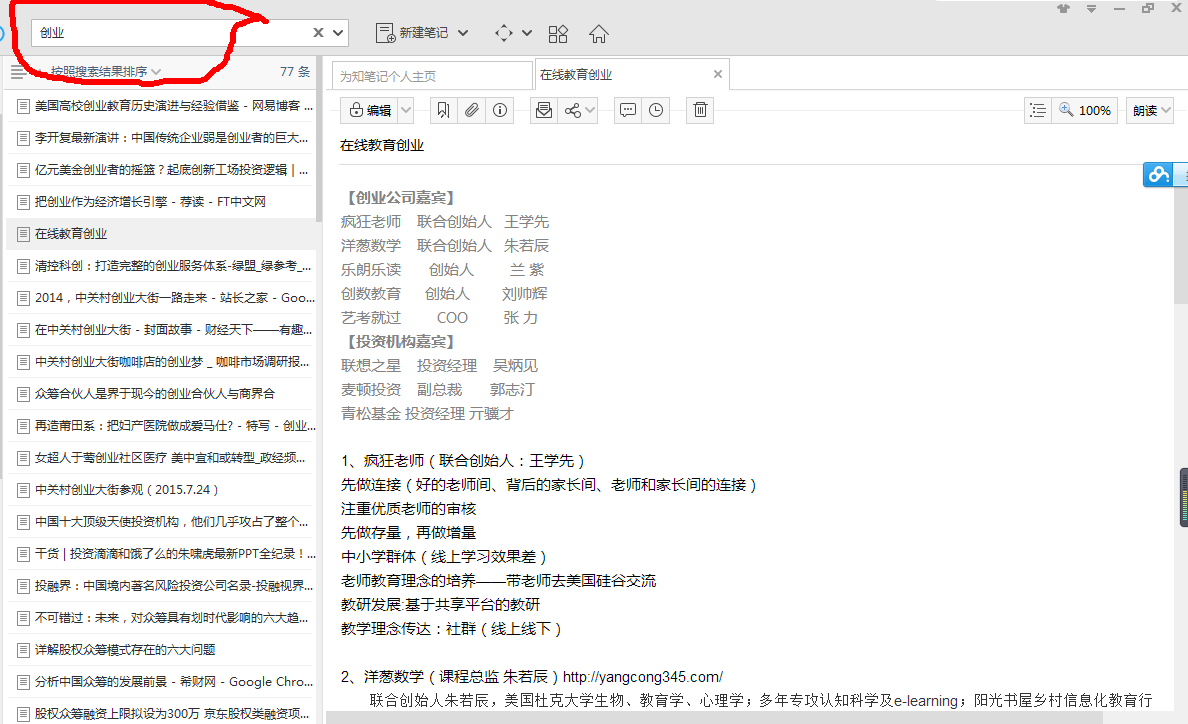 创业
新建笔记
按照搜索结果排序
77 条
美国高校创业教育历史演进与经验借鉴 - 网易博客 ...
李开复最新演讲：中国传统企业弱是创业者的巨大...
亿元美金创业者的摇篮？起底创新工场投资逻辑 | ...
把创业作为经济增长引擎 - 荐读 - FT中文网
在线教育创业
清控科创：打造完整的创业服务体系-绿盟_绿参考_...
2014，中关村创业大街一路走来 - 站长之家 - Goo...
在中关村创业大街 - 封面故事 - 财经天下——有趣...
中关村创业大街咖啡店的创业梦 _ 咖啡市场调研报...
众筹合伙人是界于现今的创业合伙人与商界合
再造莆田系：把妇产医院做成爱马仕? - 特写 - 创业...
女超人于莺创业社区医疗 美中宜和或转型_政经频...
中关村创业大街参观（2015.7.24）
中国十大顶级天使投资机构，他们几乎攻占了整个...
干货 | 投资滴滴和饿了么的朱啸虎最新PPT全纪录！...
投融界：中国境内著名风险投资公司名录-投融视界...
不可错过：未来，对众筹具有划时代影响的六大趋...
详解股权众筹模式存在的六大问题
分析中国众筹的发展前景 - 希财网 - Google Chro...
股权众筹融资上限拟设为300万 京东股权类融资项...
为知笔记个人主页
在线教育创业
编辑
100%
朗读
在线教育创业
【创业公司嘉宾】
疯狂老师 联合创始人 王学先
洋葱数学 联合创始人 朱若辰
乐朗乐读 创始人 兰 紫
创数教育 创始人 刘帅辉
艺考就过 COO 张 力
【投资机构嘉宾】
联想之星 投资经理 吴炳见
麦顿投资 副总裁 郭志汀
青松基金 投资经理 亓骥才
1、疯狂老师（联合创始人：王学先）
先做连接（好的老师间、背后的家长间、老师和家长间的连接）
注重优质老师的审核
先做存量，再做增量
中小学群体（线上学习效果差）
老师教育理念的培养——带老师去美国硅谷交流
教研发展:基于共享平台的教研
教学理念传达：社群（线上线下）
2、洋葱数学（课程总监 朱若辰）http://yangcong345.com/
联合创始人朱若辰，美国杜克大学生物、教育学、心理学；多年专攻认知科学及e-learning；阳光书屋乡村信息化教育行